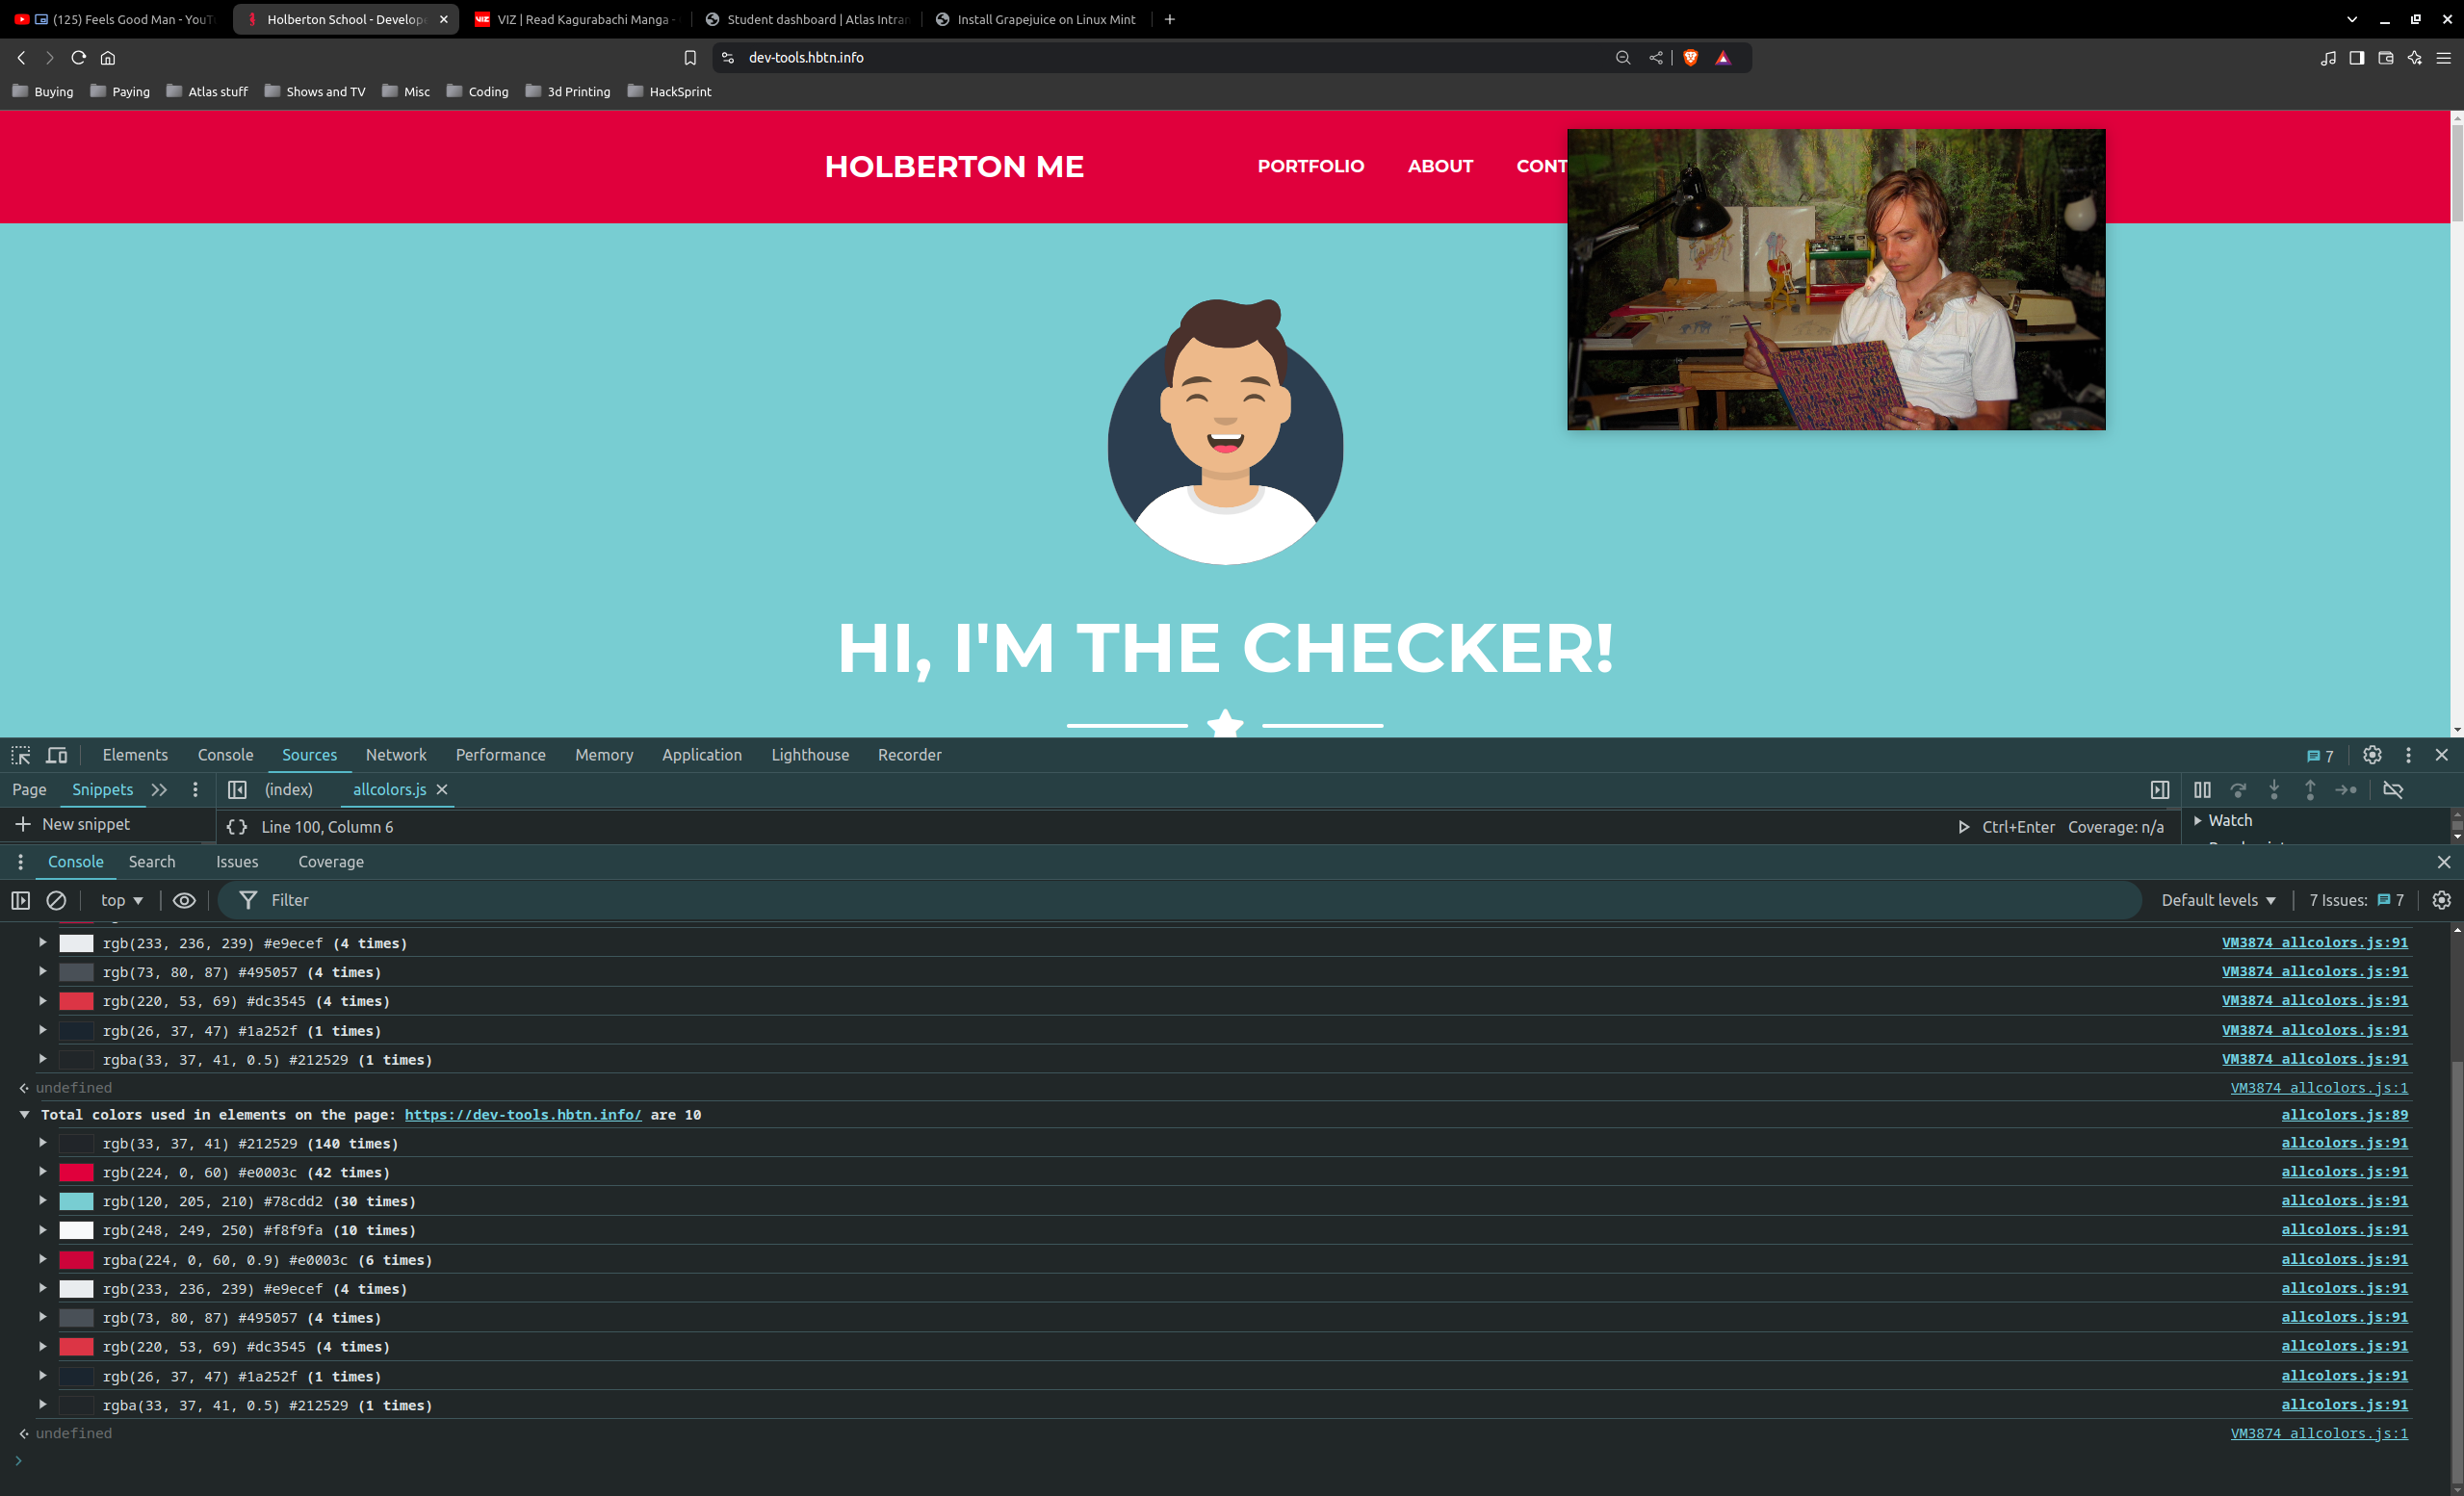 (125) Feels Good Man - YouT
Holberton School - Develope
VIZ | Read Kagurabachi Manga -
Student dashboard | Atlas Intran
Install Grapejuice on Linux Mint
dev-tools.hbtn.info
Buying Paying Atlas stuff Shows and TV Misc Coding 3d Printing HackSprint
HOLBERTON ME PORTFOLIO ABOUT CONT
HI, I'M THE CHECKER!
Elements Console Sources Network Performance Memory Application Lighthouse Recorder 7
Page Snippets (index) allcolors.js
New snippet {} Line 100, Column 6 Ctrl+Enter Coverage: n/a Watch
Console Search Issues Coverage
top Filter Default levels 7 Issues: 7
rgb(233, 236, 239) #e9ecef (4 times) VM3874 allcolors.js:91
rgb(73, 80, 87) #495057 (4 times) VM3874 allcolors.js:91
rgb(220, 53, 69) #dc3545 (4 times) VM3874 allcolors.js:91
rgb(26, 37, 47) #1a252f (1 times) VM3874 allcolors.js:91
rgba(33, 37, 41, 0.5) #212529 (1 times) VM3874 allcolors.js:91
undefined VM3874 allcolors.js:1
Total colors used in elements on the page: https://dev-tools.hbtn.info/ are 10 allcolors.js:89
rgb(33, 37, 41) #212529 (140 times) allcolors.js:91
rgb(224, 0, 60) #e0003c (42 times) allcolors.js:91
rgb(120, 205, 210) #78cdd2 (30 times) allcolors.js:91
rgb(248, 249, 250) #f8f9fa (10 times) allcolors.js:91
rgba(224, 0, 60, 0.9) #e0003c (6 times) allcolors.js:91
rgb(233, 236, 239) #e9ecef (4 times) allcolors.js:91
rgb(73, 80, 87) #495057 (4 times) allcolors.js:91
rgb(220, 53, 69) #dc3545 (4 times) allcolors.js:91
rgb(26, 37, 47) #1a252f (1 times) allcolors.js:91
rgba(33, 37, 41, 0.5) #212529 (1 times) allcolors.js:91
undefined VM3874 allcolors.js:1